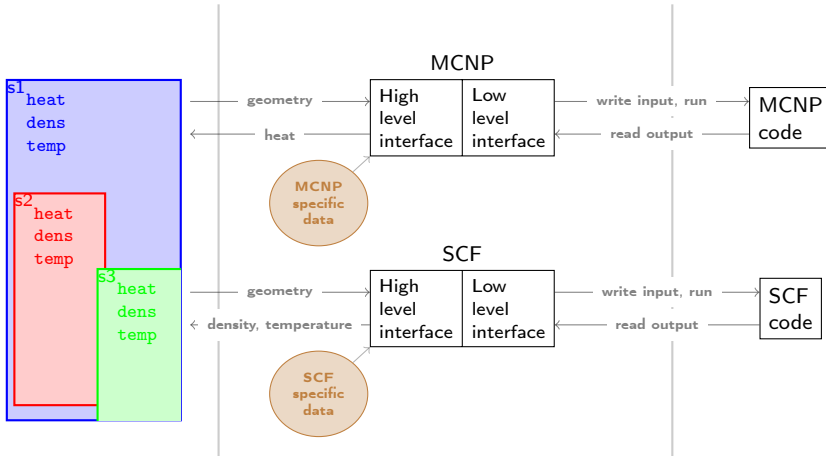 s1
heat
dens
temp
s2
heat
dens
temp
s3
heat
dens
temp
MCNP
geometry
heat
High
level
interface
Low
level
interface
write input, run
read output
MCNP
code
MCNP
specific
data
SCF
geometry
density, temperature
High
level
interface
Low
level
interface
write input, run
read output
SCF
code
SCF
specific
data